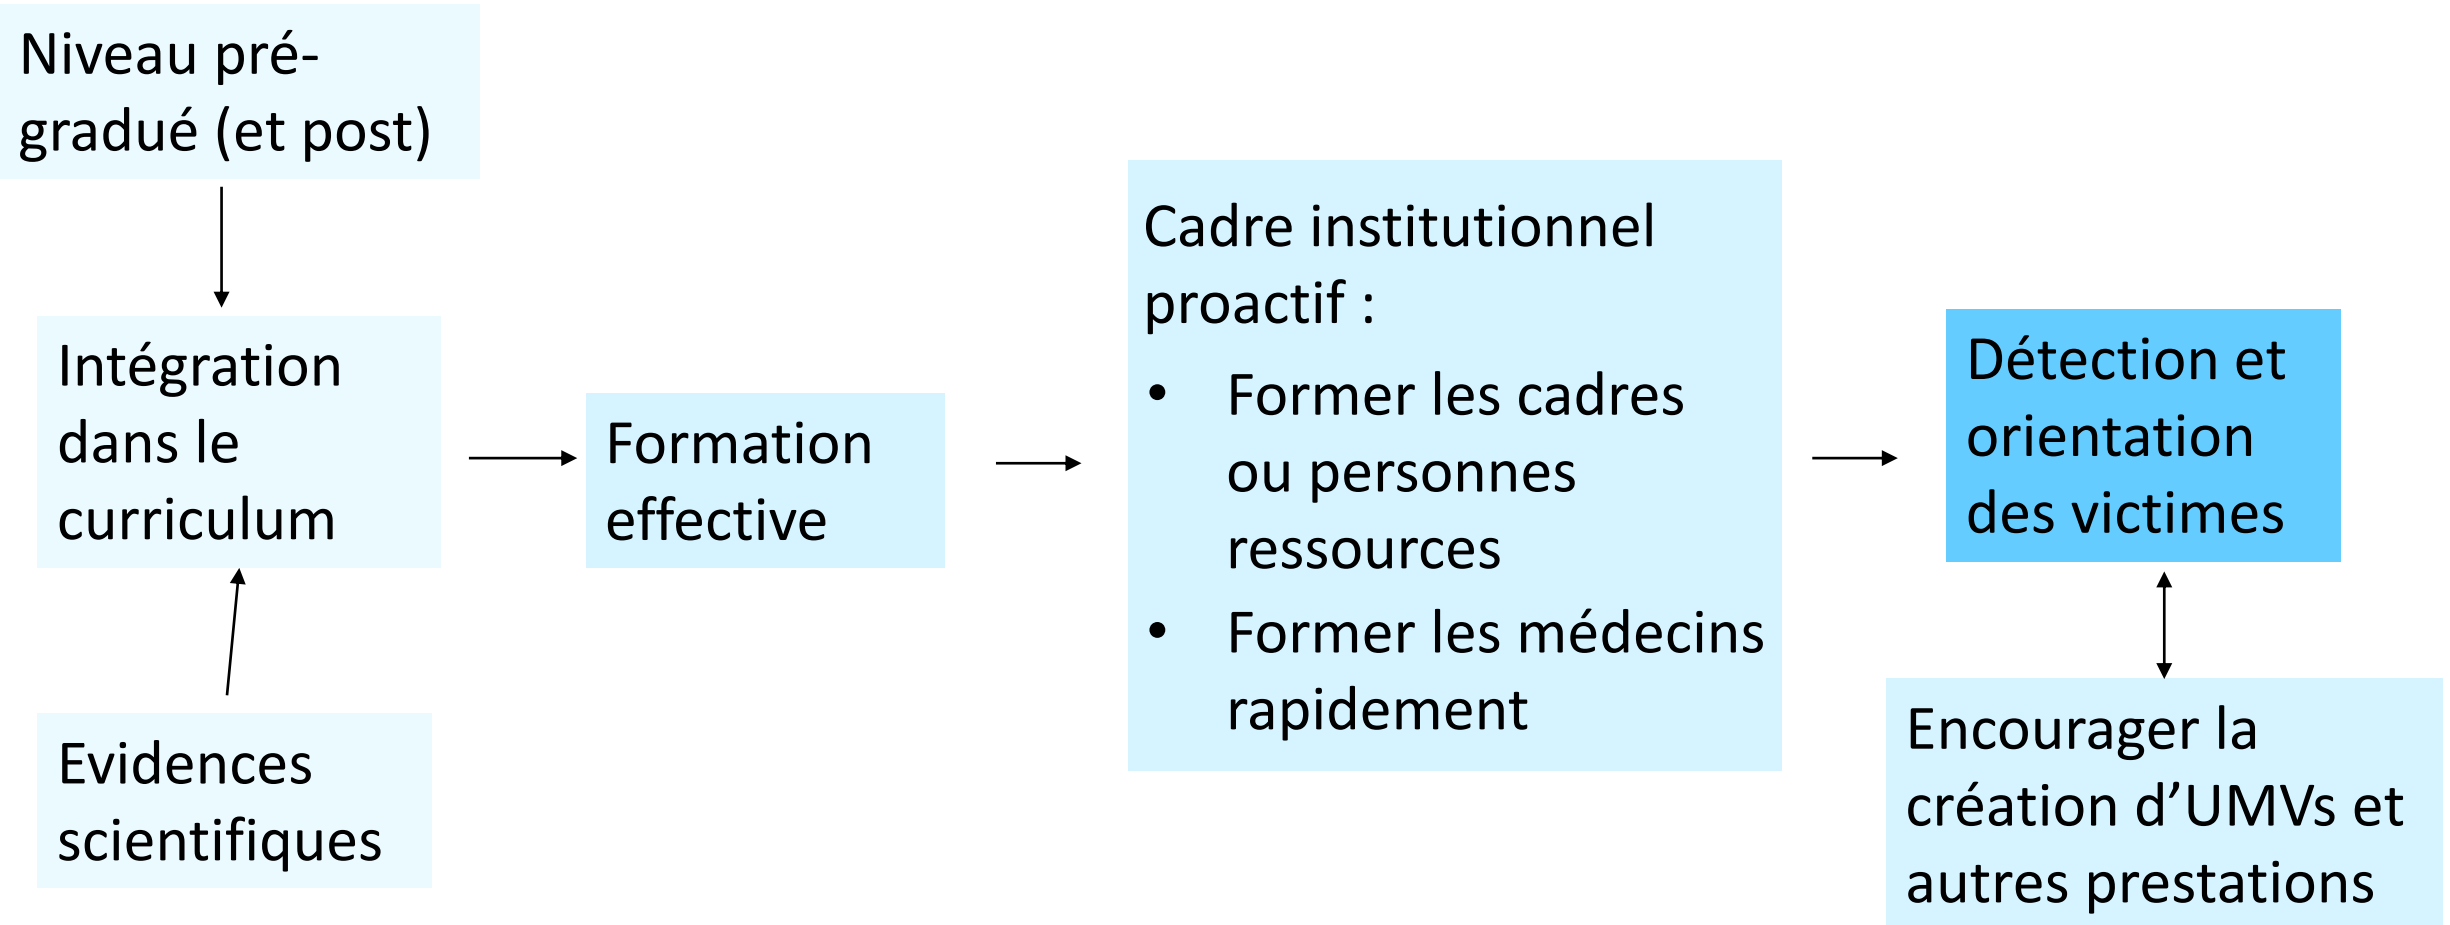 Niveau pré-
gradué (et post)
Intégration
dans le
curriculum
Evidences
scientifiques
Formation
effective
Cadre institutionnel
proactif :
• Former les cadres
ou personnes
ressources
• Former les médecins
rapidement
Détection et
orientation
des victimes
Encourager la
création d’UMVs et
autres prestations